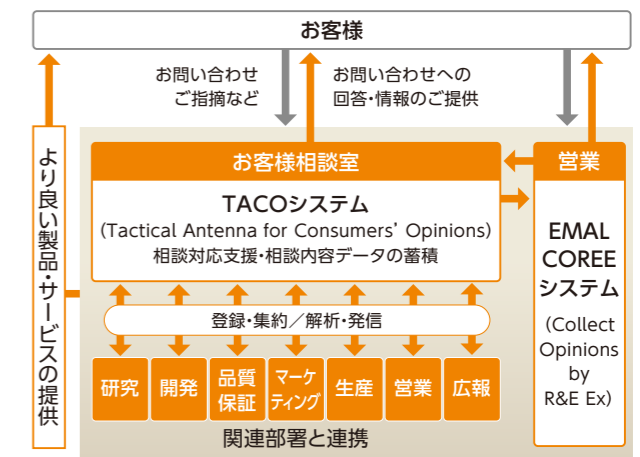 お客様
お問い合わせ
ご指摘など
お問い合わせへの
回答・情報のご提供
より良い製品・サービスの提供
お客様相談室
TACOシステム
(Tactical Antenna for Consumers’ Opinions)
相談対応支援・相談内容データの蓄積
営業
EMAL
COREE
システム
(Collect
Opinions
by
R&E Ex)
登録・集約／解析・発信
研究
開発
品質
保証
マーケ
ティング
生産
営業
広報
関連部署と連携